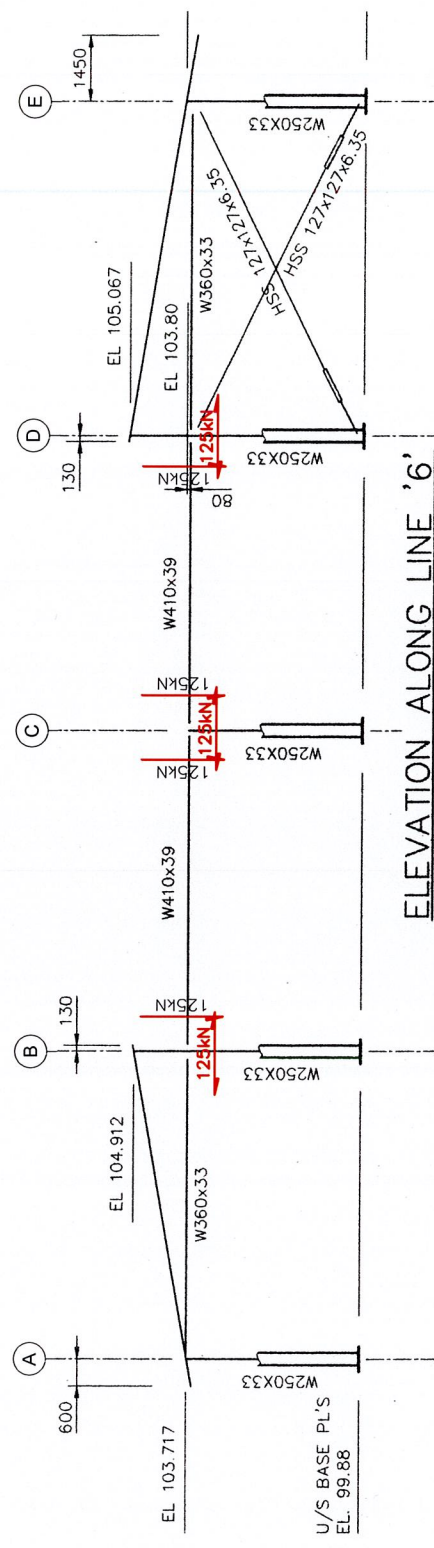 A
B
C
D
E
600
130
130
1450
EL 103.717
EL 104.912
EL 105.067
EL 103.80
W360x33
W410x39
W410x39
W360x33
125kN
125kN
125kN
125kN
125kN
125kN
125kN
80
HSS 127x127x6.35
HSS 127x127x6.35
W250X33
W250X33
W250X33
W250X33
W250X33
U/S BASE PL'S
EL. 99.88
ELEVATION ALONG LINE '6'